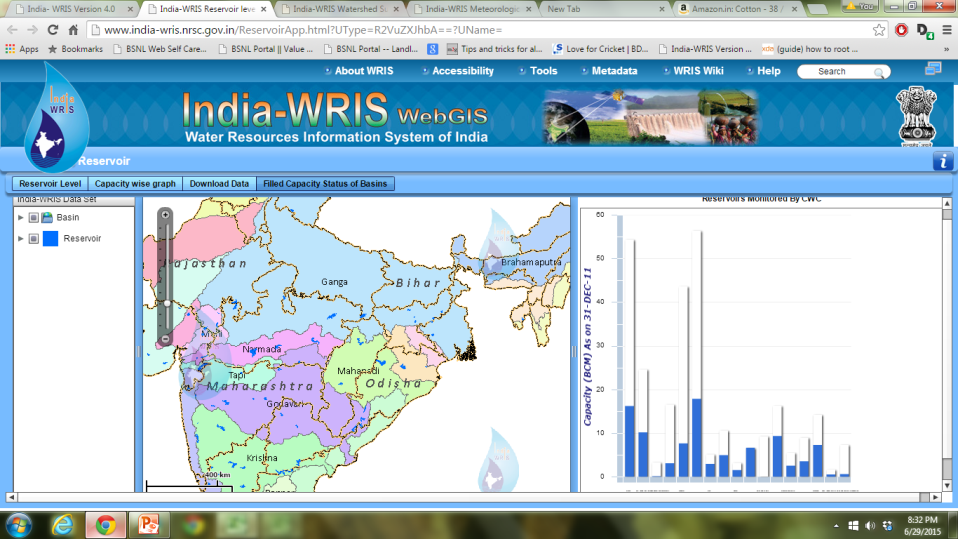 India- WRIS Version 4.0
India-WRIS Reservoir leve
India-WRIS Watershed S
India-WRIS Meteorologic
New Tab
Amazon.in: Cotton - 38 /
You
www.india-wris.nrsc.gov.in/ReservoirApp.html?UType=R2VuZXJhbA==?UName=
Apps
Bookmarks
BSNL Web Self Care...
BSNL Portal || Value ...
BSNL Portal -- Landl...
Tips and tricks for al...
Love for Cricket | BD...
India-WRIS Version ...
(guide) how to root ...
»
About WRIS
Accessibility
Tools
Metadata
WRIS Wiki
Help
Search
India WRIS
India-WRIS WebGIS
Water Resources Information System of India
Reservoir
Reservoir Level
Capacity wise graph
Download Data
Filled Capacity Status of Basins
India-WRIS Data Set
Basin
Reservoir
Rajasthan
Ganga
Bihar
Brahamaputra
Mahi
Narmada
Tapi
Mahanadi
Maharashtra
Odisha
Godavari
Krishna
400 km
Reservoirs Monitored By CWC
Capacity (BCM) As on 31-DEC-11
60
50
40
30
20
10
0
8:32 PM
6/29/2015